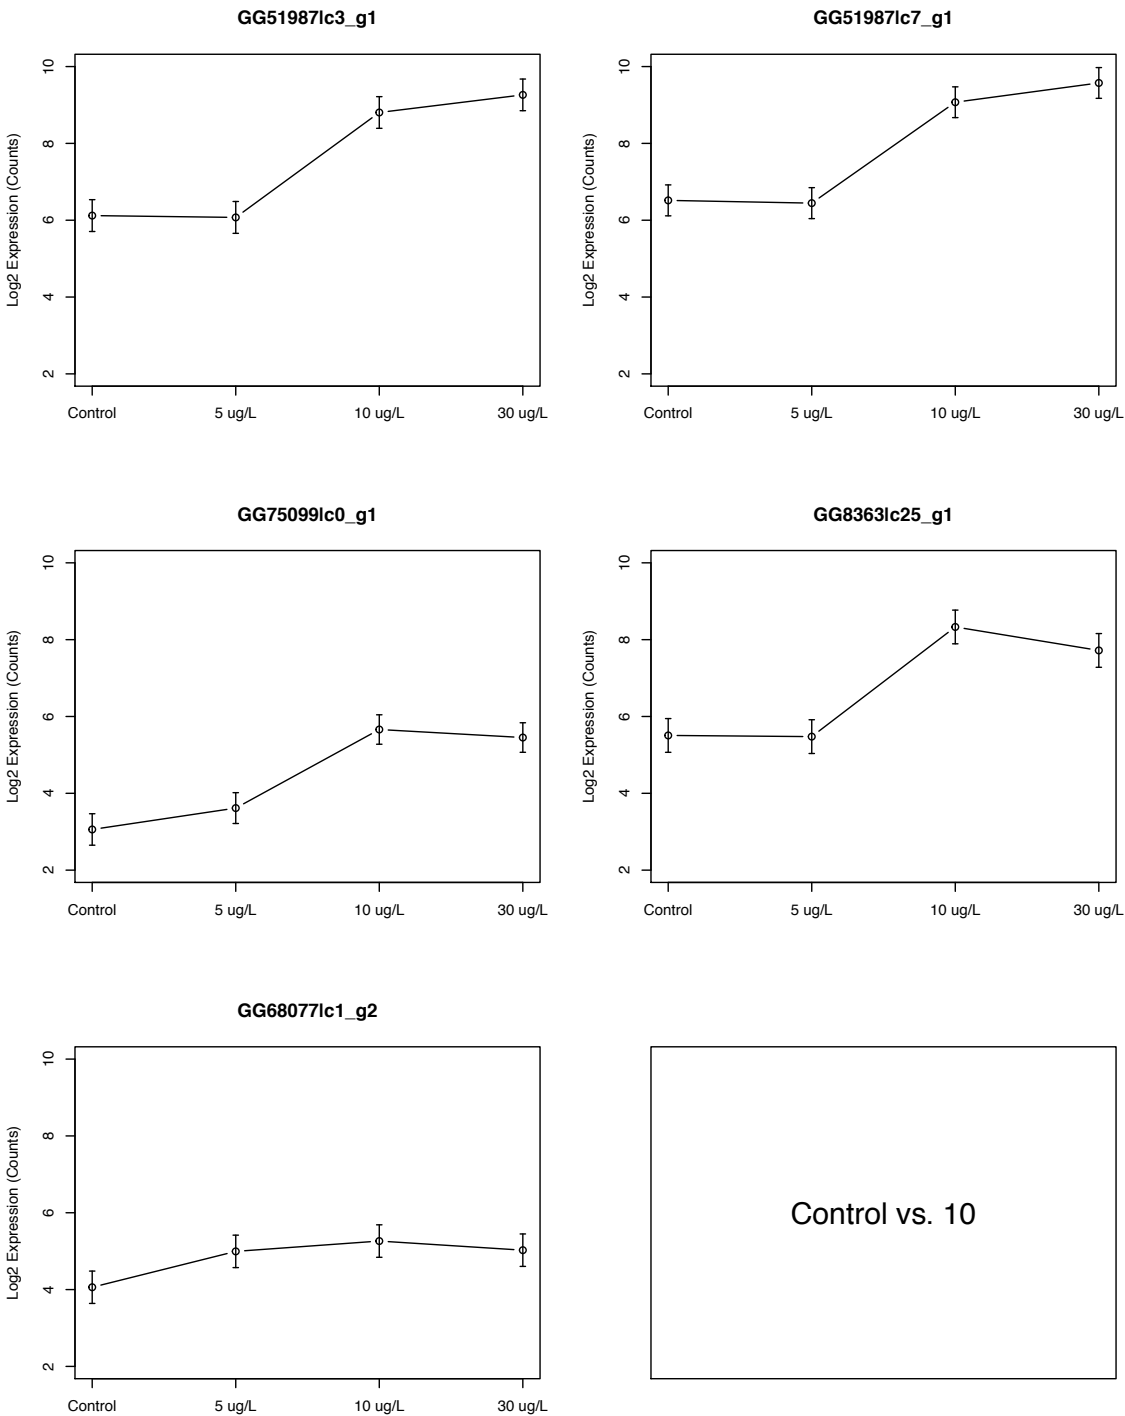 GG51987lc3_g1
Log2 Expression (Counts)
10
8
6
4
2
Control 5 ug/L 10 ug/L 30 ug/L
GG51987lc7_g1
Log2 Expression (Counts)
10
8
6
4
2
Control 5 ug/L 10 ug/L 30 ug/L
GG75099lc0_g1
Log2 Expression (Counts)
10
8
6
4
2
Control 5 ug/L 10 ug/L 30 ug/L
GG8363lc25_g1
Log2 Expression (Counts)
10
8
6
4
2
Control 5 ug/L 10 ug/L 30 ug/L
GG68077lc1_g2
Log2 Expression (Counts)
10
8
6
4
2
Control 5 ug/L 10 ug/L 30 ug/L
Control vs. 10